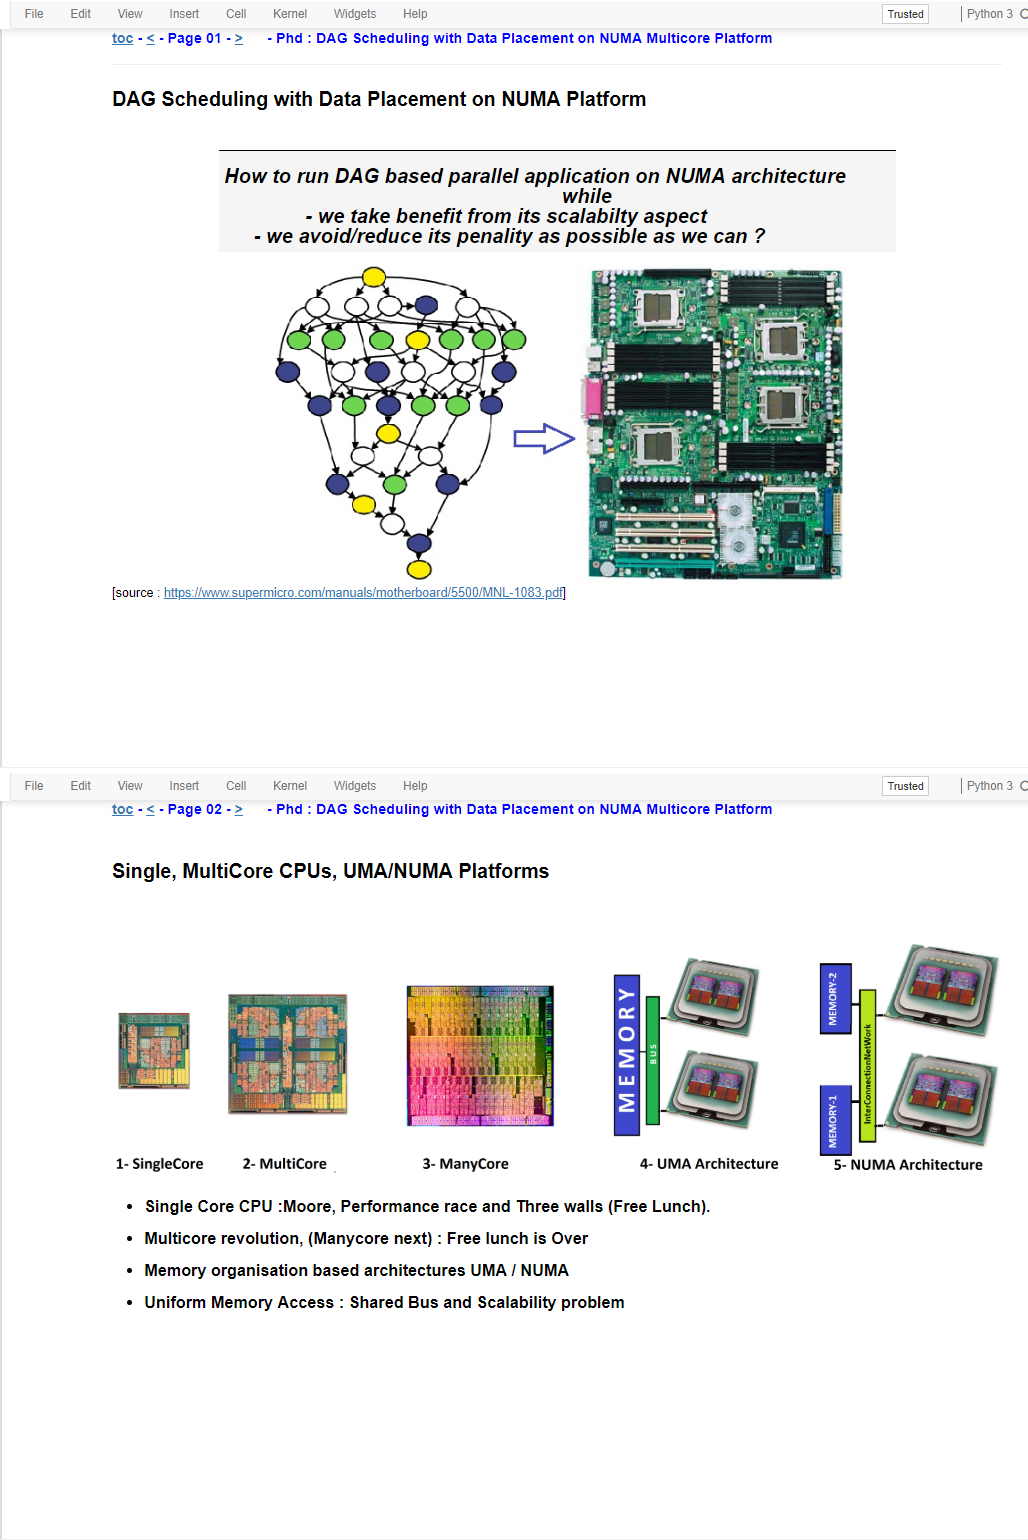 File Edit View Insert Cell Kernel Widgets Help Trusted Python 3
toc - < - Page 01 - > - Phd : DAG Scheduling with Data Placement on NUMA Multicore Platform
DAG Scheduling with Data Placement on NUMA Platform
How to run DAG based parallel application on NUMA architecture
while
- we take benefit from its scalabilty aspect
- we avoid/reduce its penality as possible as we can ?
[source : https://www.supermicro.com/manuals/motherboard/5500/MNL-1083.pdf]
File Edit View Insert Cell Kernel Widgets Help Trusted Python 3
toc - < - Page 02 - > - Phd : DAG Scheduling with Data Placement on NUMA Multicore Platform
Single, MultiCore CPUs, UMA/NUMA Platforms
MEMORY
BUS
MEMORY-2
MEMORY-1
InterConnectionNetWork
1- SingleCore
2- MultiCore
3- ManyCore
4- UMA Architecture
5- NUMA Architecture
• Single Core CPU :Moore, Performance race and Three walls (Free Lunch).
• Multicore revolution, (Manycore next) : Free lunch is Over
• Memory organisation based architectures UMA / NUMA
• Uniform Memory Access : Shared Bus and Scalability problem